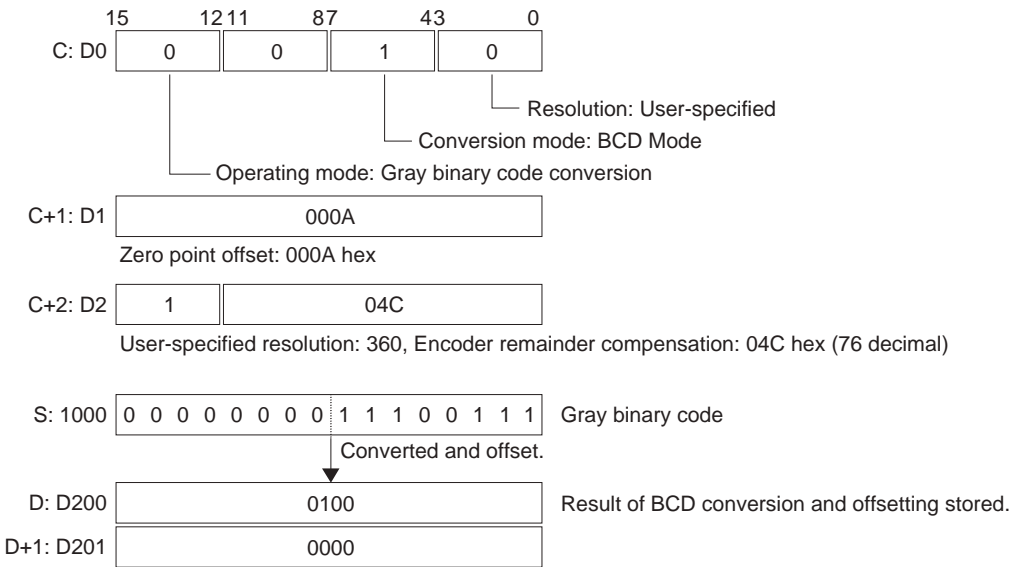 15 12 11 8 7 4 3 0
C: D0 0 0 1 0
Resolution: User-specified
Conversion mode: BCD Mode
Operating mode: Gray binary code conversion
C+1: D1 000A
Zero point offset: 000A hex
C+2: D2 1 04C
User-specified resolution: 360, Encoder remainder compensation: 04C hex (76 decimal)
S: 1000 0 0 0 0 0 0 0 0 1 1 1 0 0 1 1 1 Gray binary code
Converted and offset.
D: D200 0100 Result of BCD conversion and offsetting stored.
D+1: D201 0000